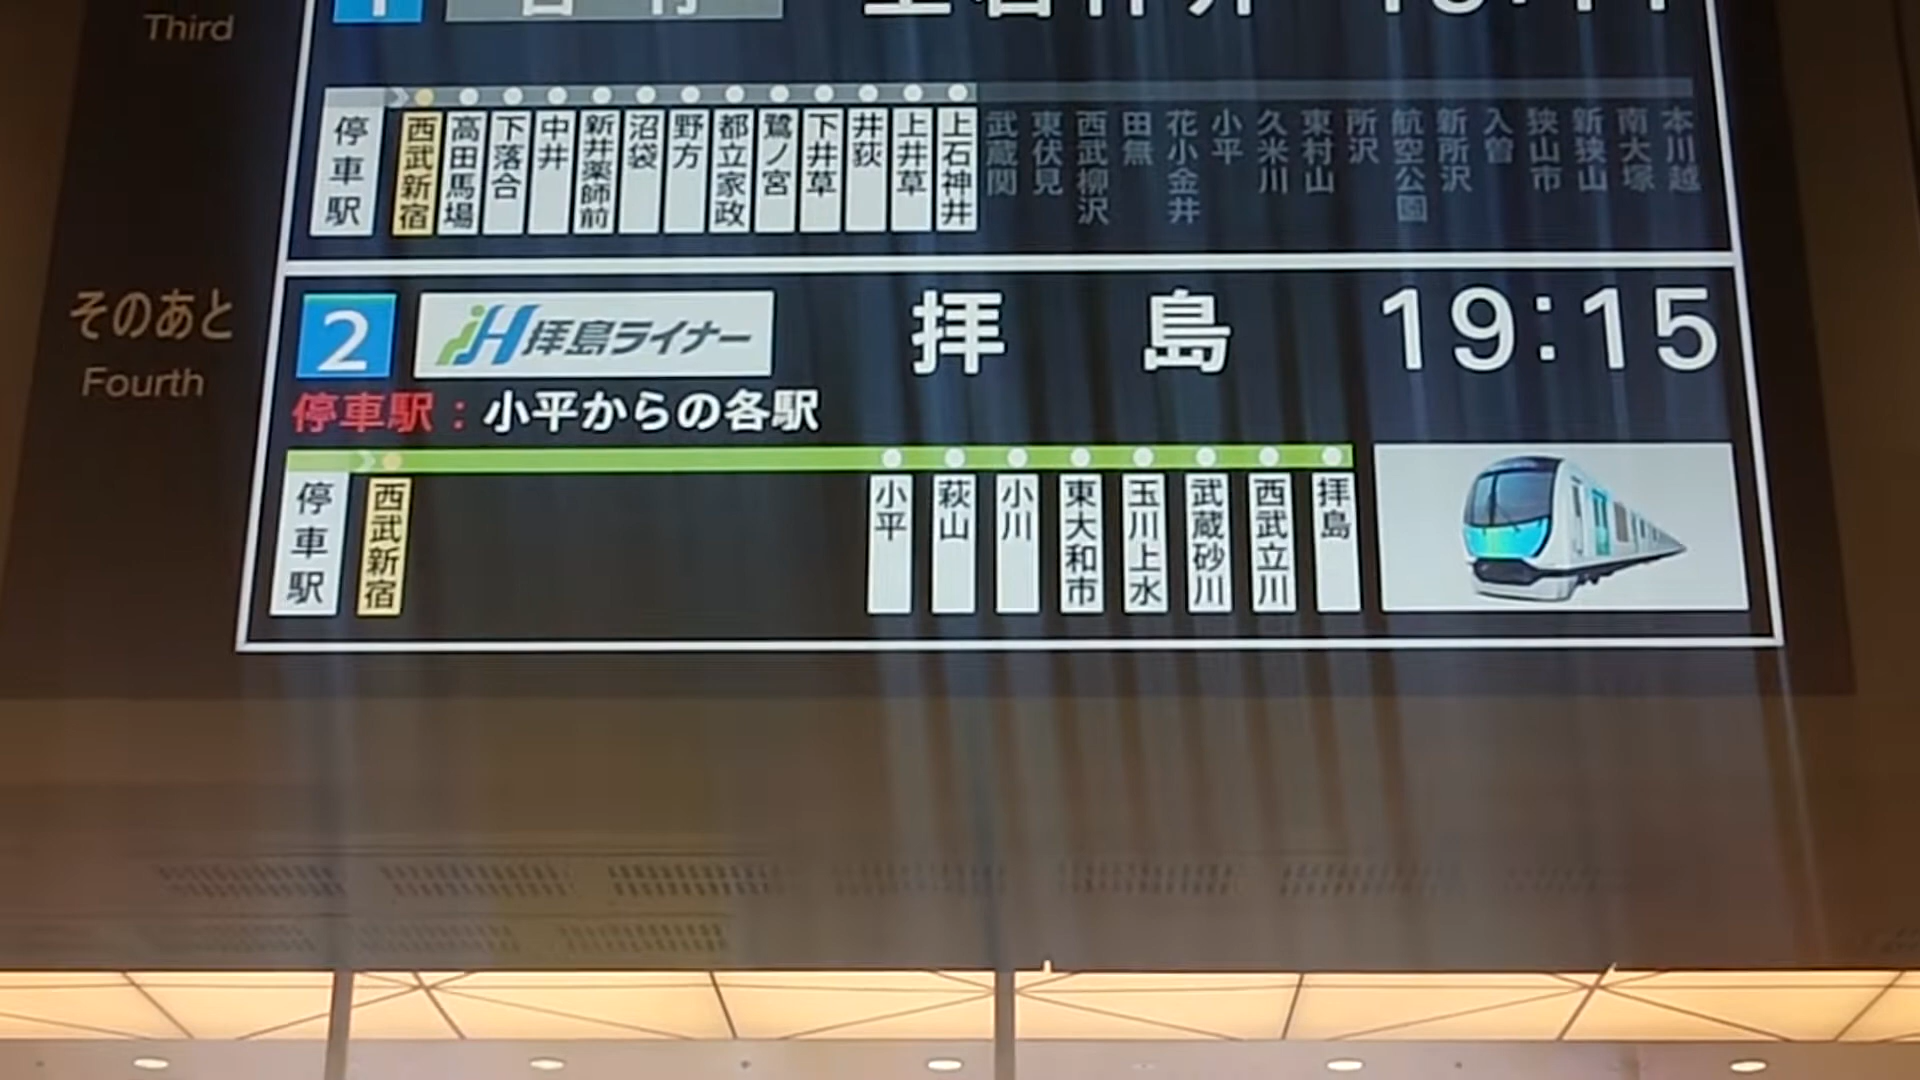 Third
停車駅 西武新宿 高田馬場 下落合 中井 新井薬師前 沼袋 野方 都立家政 鷺ノ宮 下井草 井荻 上井草 上石神井 武蔵関 東伏見 西武柳沢 田無 花小金井 小平 久米川 東村山 所沢 航空公園 新所沢 入曽 狭山市 新狭山 南大塚 本川越
そのあと
Fourth
2 拝島ライナー 拝島 19:15
停車駅：小平からの各駅
停車駅 西武新宿 小平 萩山 小川 東大和市 玉川上水 武蔵砂川 西武立川 拝島